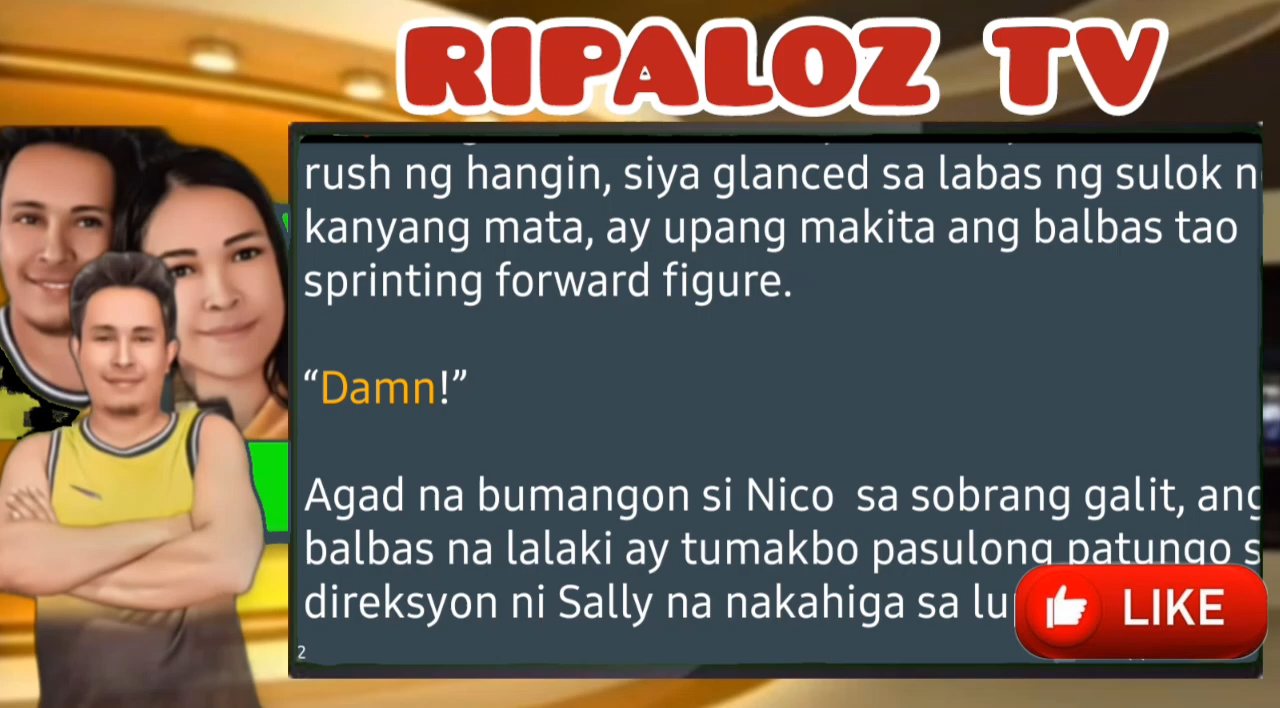 RIPALOZ TV
rush ng hangin, siya glanced sa labas ng sulok
kanyang mata, ay upang makita ang balbas tao
sprinting forward figure.
“Damn!”
Agad na bumangon si Nico sa sobrang galit, ang
balbas na lalaki ay tumakbo pasulong patungo
direksyon ni Sally na nakahiga sa
LIKE
2